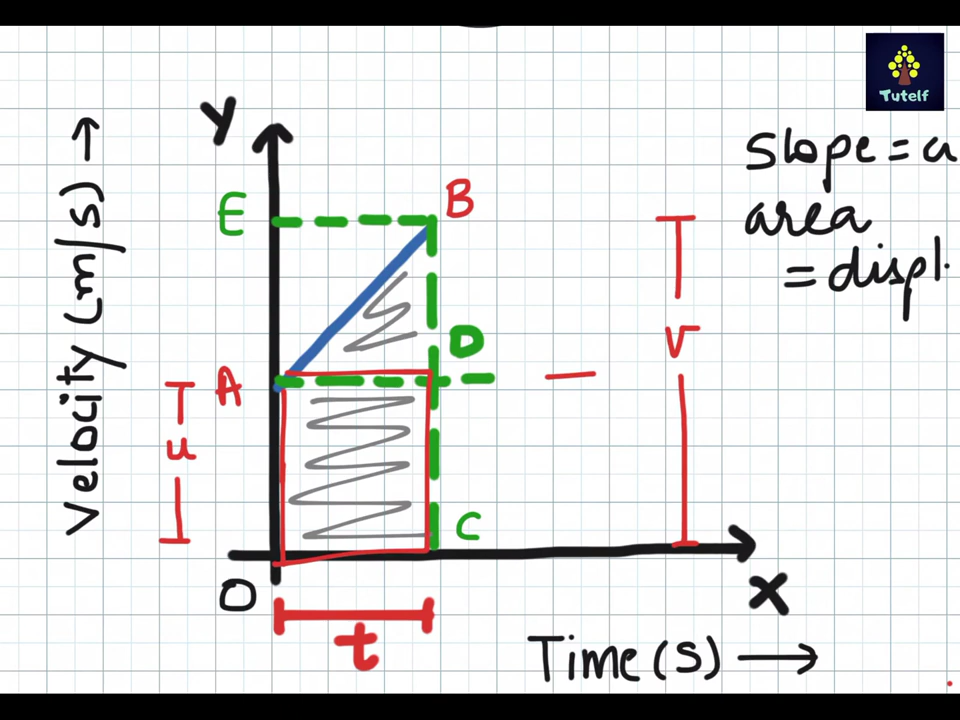 Tutelf
Y
Velocity (m/s) →
slope = a
area
= displ.
E
B
D
A
u
v
C
O
t
X
Time (s) →